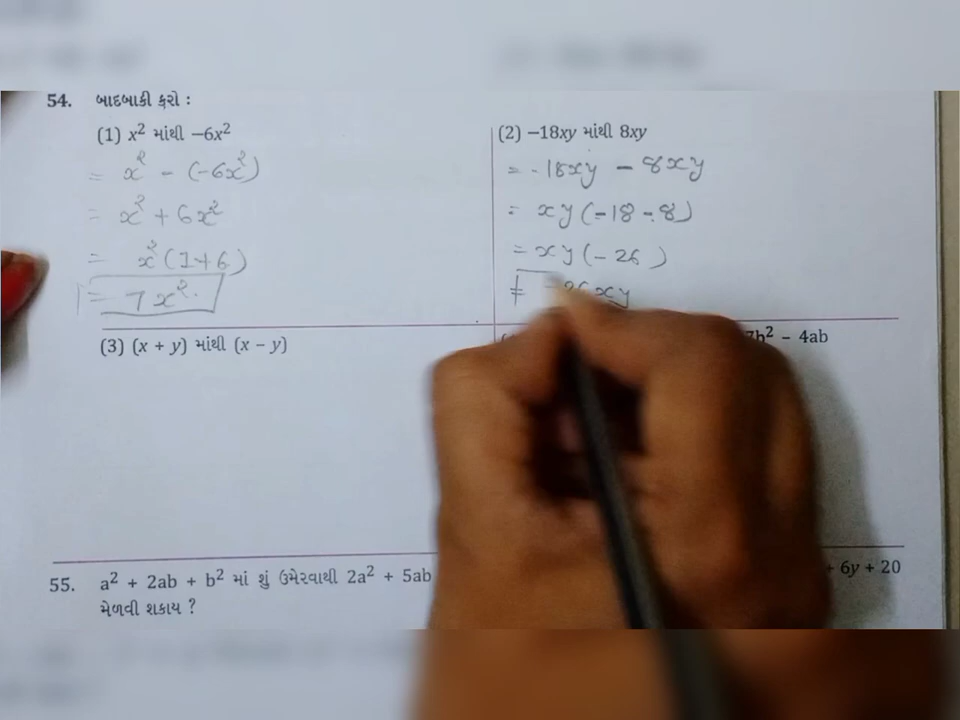 54. બાદબાકી કરો :
(1) x² માંથી −6x²
= x² - (-6x²)
= x² + 6x²
= x²(1+6)
= 7x².
(2) −18xy માંથી 8xy
= -18xy - 8xy
= xy(-18-8)
= xy(-26)
= -26xy
(3) (x + y) માંથી (x − y)
7b² − 4ab
55. a² + 2ab + b² માં શું ઉમેરવાથી 2a² + 5ab
+ 6y + 20
મેળવી શકાય ?